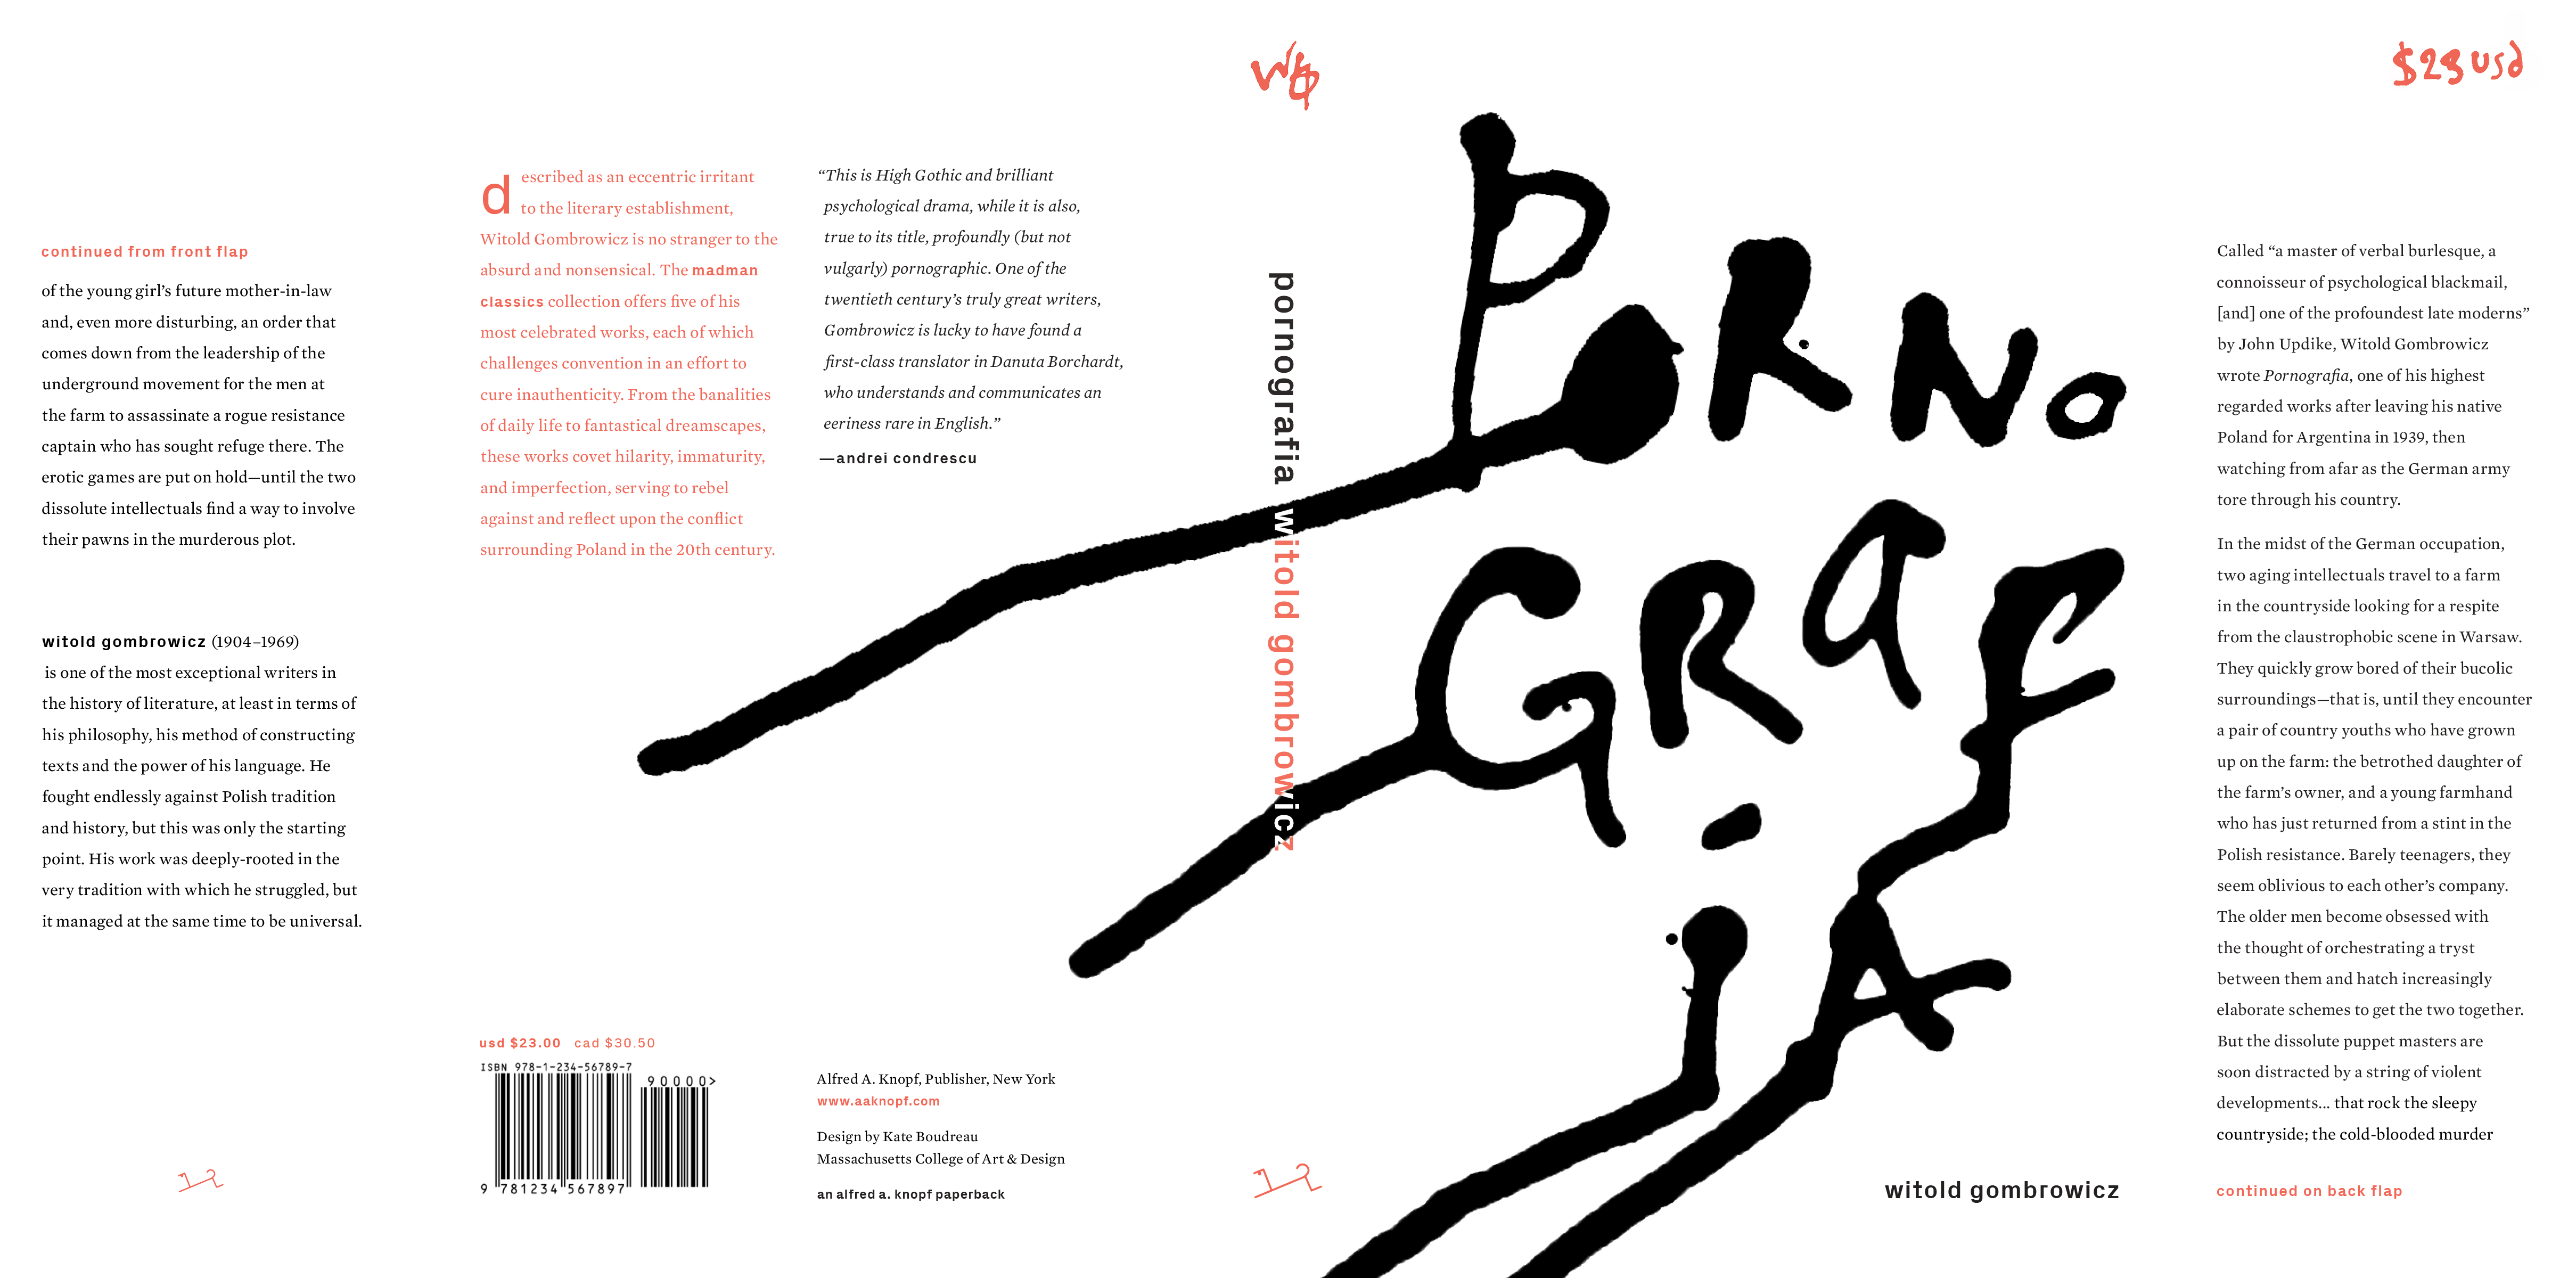 continued from front flap
of the young girl’s future mother-in-law
and, even more disturbing, an order that
comes down from the leadership of the
underground movement for the men at
the farm to assassinate a rogue resistance
captain who has sought refuge there. The
erotic games are put on hold—until the two
dissolute intellectuals find a way to involve
their pawns in the murderous plot.
witold gombrowicz (1904–1969)
is one of the most exceptional writers in
the history of literature, at least in terms of
his philosophy, his method of constructing
texts and the power of his language. He
fought endlessly against Polish tradition
and history, but this was only the starting
point. His work was deeply-rooted in the
very tradition with which he struggled, but
it managed at the same time to be universal.
described as an eccentric irritant
to the literary establishment,
Witold Gombrowicz is no stranger to the
absurd and nonsensical. The madman
classics collection offers five of his
most celebrated works, each of which
challenges convention in an effort to
cure inauthenticity. From the banalities
of daily life to fantastical dreamscapes,
these works covet hilarity, immaturity,
and imperfection, serving to rebel
against and reflect upon the conflict
surrounding Poland in the 20th century.
“This is High Gothic and brilliant
psychological drama, while it is also,
true to its title, profoundly (but not
vulgarly) pornographic. One of the
twentieth century’s truly great writers,
Gombrowicz is lucky to have found a
first-class translator in Danuta Borchardt,
who understands and communicates an
eeriness rare in English.”
—andrei condrescu
usd $23.00 cad $30.50
ISBN 978-1-234-56789-7
90000>
9 781234 567897
Alfred A. Knopf, Publisher, New York
www.aaknopf.com
Design by Kate Boudreau
Massachusetts College of Art & Design
an alfred a. knopf paperback
WG
pornografia witold gombrowicz
PORNO
GRAF
iA
witold gombrowicz
$23 usd
Called “a master of verbal burlesque, a
connoisseur of psychological blackmail,
[and] one of the profoundest late moderns”
by John Updike, Witold Gombrowicz
wrote Pornografia, one of his highest
regarded works after leaving his native
Poland for Argentina in 1939, then
watching from afar as the German army
tore through his country.
In the midst of the German occupation,
two aging intellectuals travel to a farm
in the countryside looking for a respite
from the claustrophobic scene in Warsaw.
They quickly grow bored of their bucolic
surroundings—that is, until they encounter
a pair of country youths who have grown
up on the farm: the betrothed daughter of
the farm’s owner, and a young farmhand
who has just returned from a stint in the
Polish resistance. Barely teenagers, they
seem oblivious to each other’s company.
The older men become obsessed with
the thought of orchestrating a tryst
between them and hatch increasingly
elaborate schemes to get the two together.
But the dissolute puppet masters are
soon distracted by a string of violent
developments... that rock the sleepy
countryside; the cold-blooded murder
continued on back flap